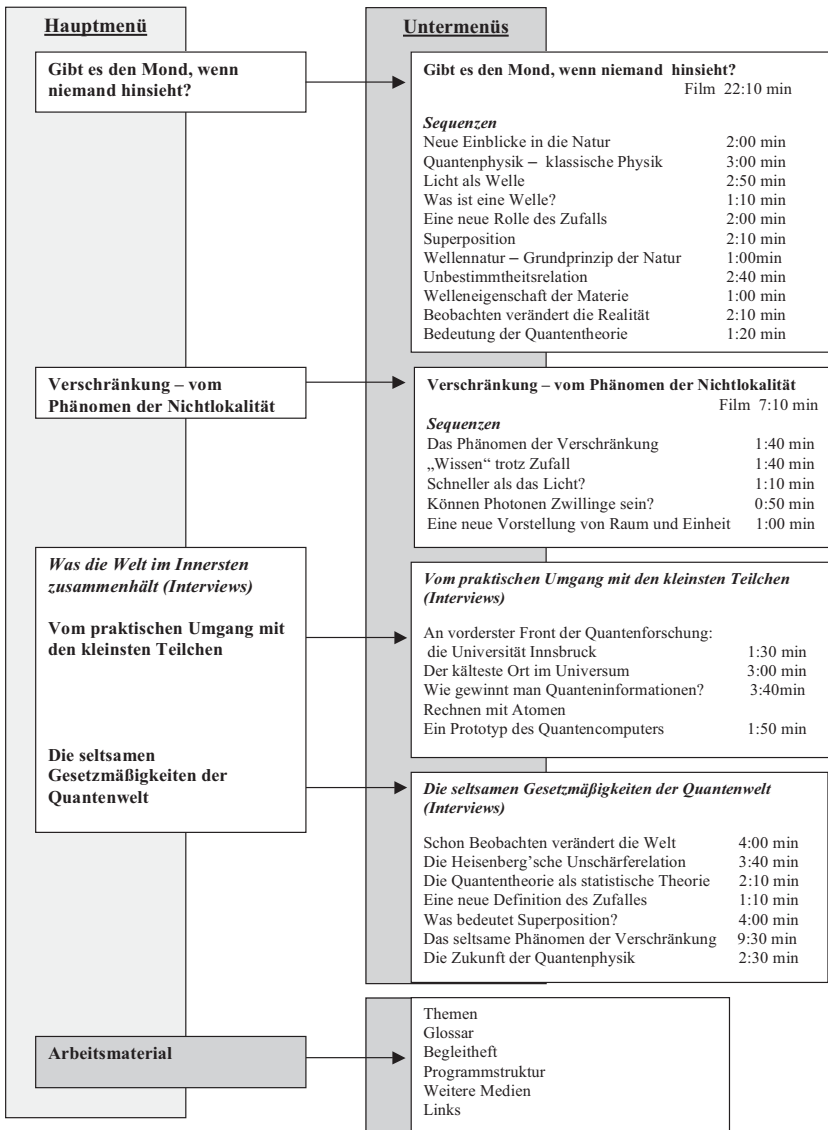 Hauptmenü
Untermenüs
Gibt es den Mond, wenn
niemand hinsieht?
Gibt es den Mond, wenn niemand hinsieht?
Film 22:10 min
Sequenzen
Neue Einblicke in die Natur 2:00 min
Quantenphysik – klassische Physik 3:00 min
Licht als Welle 2:50 min
Was ist eine Welle? 1:10 min
Eine neue Rolle des Zufalls 2:00 min
Superposition 2:10 min
Wellennatur – Grundprinzip der Natur 1:00min
Unbestimmtheitsrelation 2:40 min
Welleneigenschaft der Materie 1:00 min
Beobachten verändert die Realität 2:10 min
Bedeutung der Quantentheorie 1:20 min
Verschränkung – vom
Phänomen der Nichtlokalität
Verschränkung – vom Phänomen der Nichtlokalität
Film 7:10 min
Sequenzen
Das Phänomen der Verschränkung 1:40 min
„Wissen“ trotz Zufall 1:40 min
Schneller als das Licht? 1:10 min
Können Photonen Zwillinge sein? 0:50 min
Eine neue Vorstellung von Raum und Einheit 1:00 min
Was die Welt im Innersten
zusammenhält (Interviews)
Vom praktischen Umgang mit
den kleinsten Teilchen
Vom praktischen Umgang mit den kleinsten Teilchen
(Interviews)
An vorderster Front der Quantenforschung:
die Universität Innsbruck 1:30 min
Der kälteste Ort im Universum 3:00 min
Wie gewinnt man Quanteninformationen? 3:40min
Rechnen mit Atomen
Ein Prototyp des Quantencomputers 1:50 min
Die seltsamen
Gesetzmäßigkeiten der
Quantenwelt
Die seltsamen Gesetzmäßigkeiten der Quantenwelt
(Interviews)
Schon Beobachten verändert die Welt 4:00 min
Die Heisenberg’sche Unschärferelation 3:40 min
Die Quantentheorie als statistische Theorie 2:10 min
Eine neue Definition des Zufalles 1:10 min
Was bedeutet Superposition? 4:00 min
Das seltsame Phänomen der Verschränkung 9:30 min
Die Zukunft der Quantenphysik 2:30 min
Arbeitsmaterial
Themen
Glossar
Begleitheft
Programmstruktur
Weitere Medien
Links